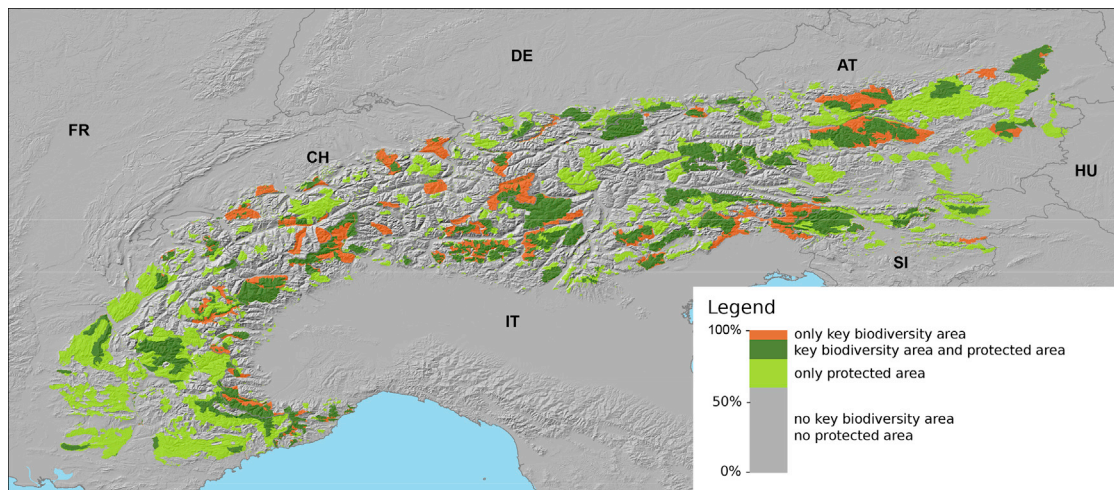 DE
AT
FR
CH
HU
SI
IT
Legend
100%
only key biodiversity area
key biodiversity area and protected area
only protected area
50%
no key biodiversity area
no protected area
0%